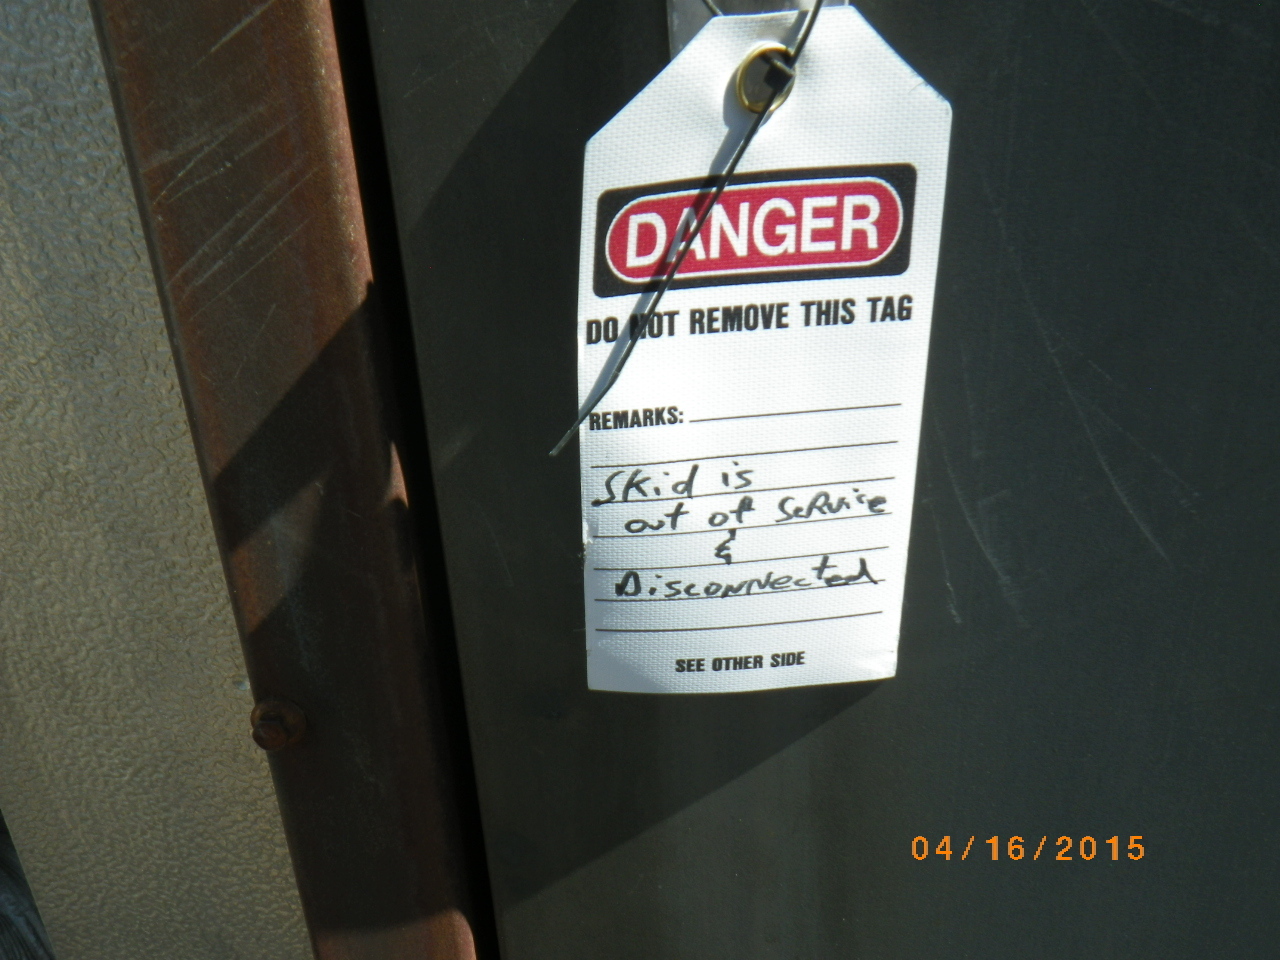 DANGER
DO NOT REMOVE THIS TAG
REMARKS:
Skid is
out of Service
&
Disconnected
SEE OTHER SIDE
04/16/2015